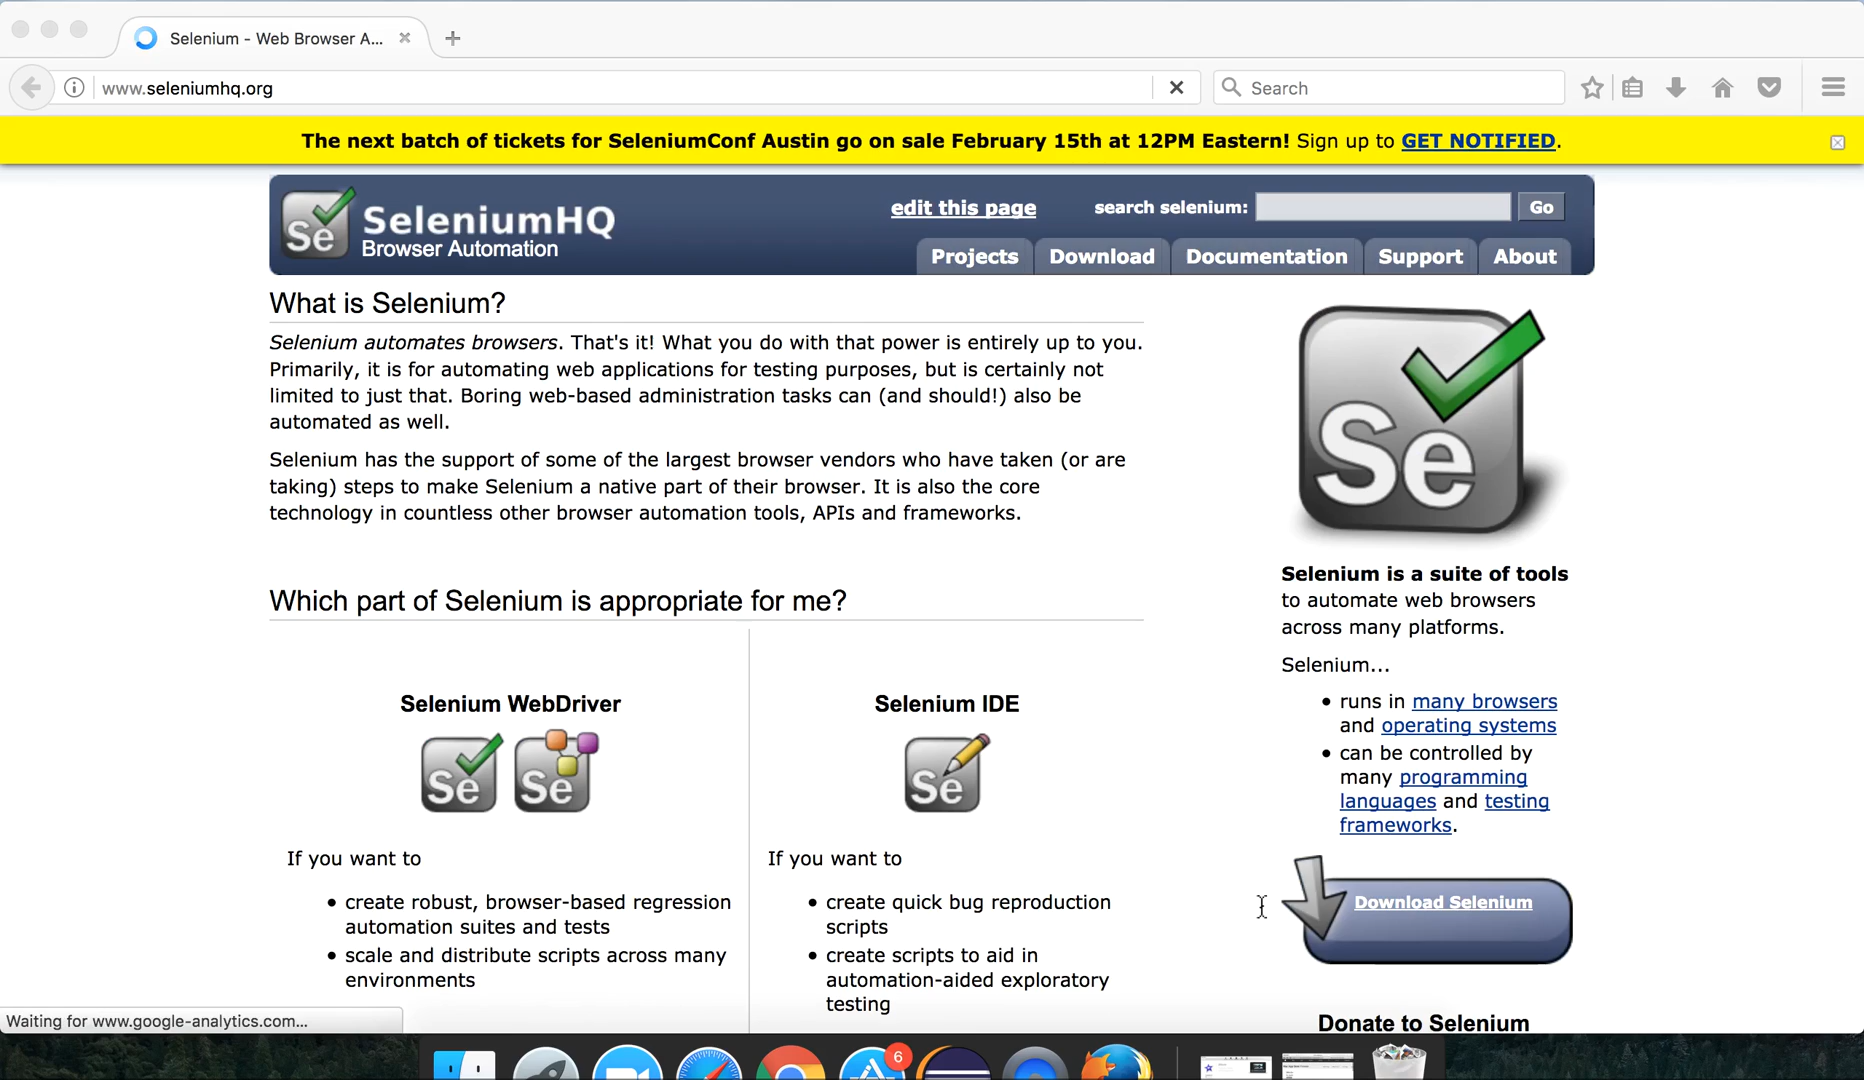 Selenium - Web Browser A...
www.seleniumhq.org
Search
The next batch of tickets for SeleniumConf Austin go on sale February 15th at 12PM Eastern! Sign up to GET NOTIFIED.
Se
SeleniumHQ
Browser Automation
edit this page
search selenium:
Go
Projects
Download
Documentation
Support
About
What is Selenium?
Selenium automates browsers. That's it! What you do with that power is entirely up to you.
Primarily, it is for automating web applications for testing purposes, but is certainly not
limited to just that. Boring web-based administration tasks can (and should!) also be
automated as well.
Selenium has the support of some of the largest browser vendors who have taken (or are
taking) steps to make Selenium a native part of their browser. It is also the core
technology in countless other browser automation tools, APIs and frameworks.
Which part of Selenium is appropriate for me?
Selenium WebDriver
Se
Se
If you want to
• create robust, browser-based regression
automation suites and tests
• scale and distribute scripts across many
environments
Selenium IDE
Se
If you want to
• create quick bug reproduction
scripts
• create scripts to aid in
automation-aided exploratory
testing
Se
Selenium is a suite of tools
to automate web browsers
across many platforms.
Selenium...
• runs in many browsers
and operating systems
• can be controlled by
many programming
languages and testing
frameworks.
Download Selenium
Donate to Selenium
Waiting for www.google-analytics.com...
6